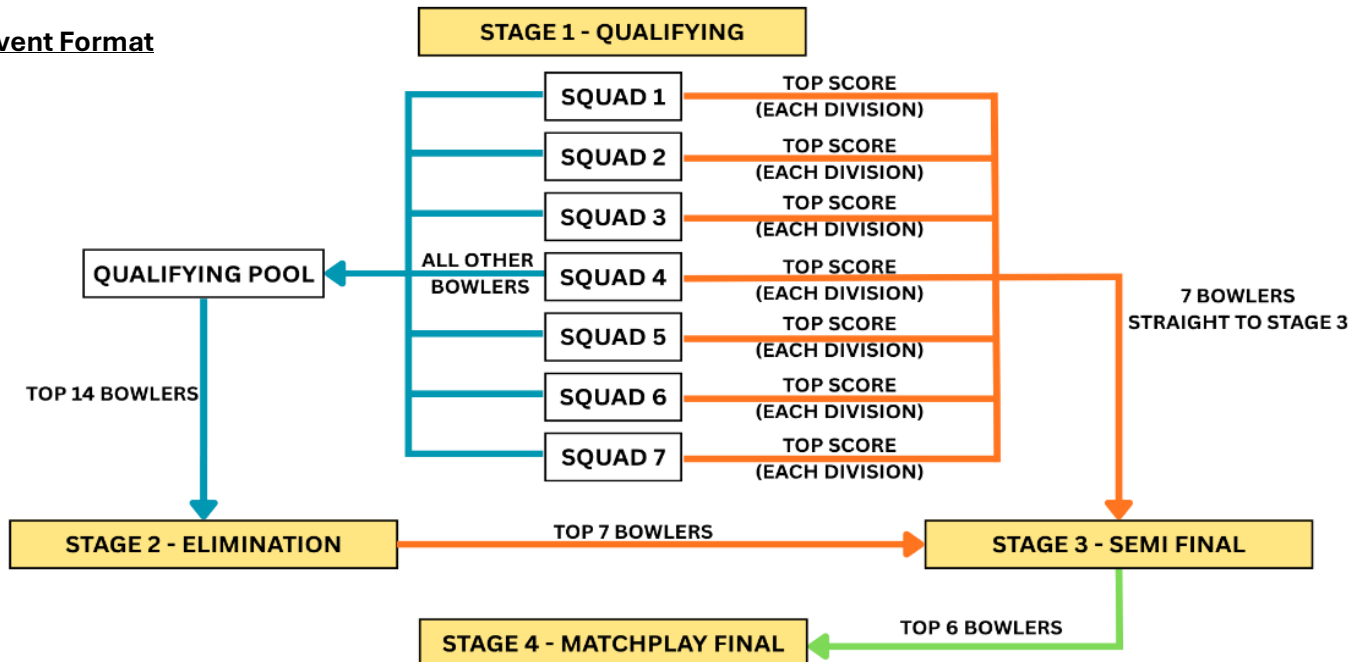 vent Format
STAGE 1 - QUALIFYING
SQUAD 1
TOP SCORE
(EACH DIVISION)
SQUAD 2
TOP SCORE
(EACH DIVISION)
SQUAD 3
TOP SCORE
(EACH DIVISION)
QUALIFYING POOL
ALL OTHER
BOWLERS
SQUAD 4
TOP SCORE
(EACH DIVISION)
7 BOWLERS
STRAIGHT TO STAGE 3
SQUAD 5
TOP SCORE
(EACH DIVISION)
TOP 14 BOWLERS
SQUAD 6
TOP SCORE
(EACH DIVISION)
SQUAD 7
TOP SCORE
(EACH DIVISION)
STAGE 2 - ELIMINATION
TOP 7 BOWLERS
STAGE 3 - SEMI FINAL
STAGE 4 - MATCHPLAY FINAL
TOP 6 BOWLERS